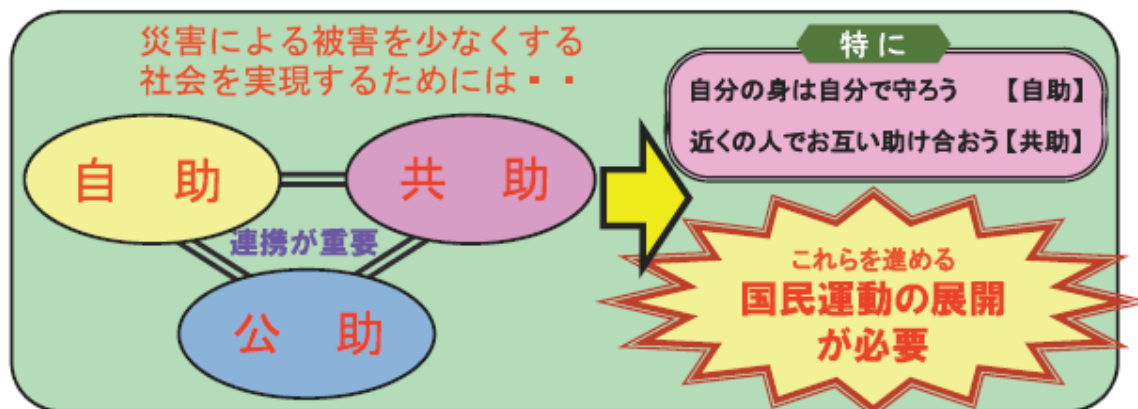 災害による被害を少なくする
社会を実現するためには・・
自 助
共 助
連携が重要
公 助
特に
自分の身は自分で守ろう 【自助】
近くの人でお互い助け合おう【共助】
これらを進める
国民運動の展開
が必要